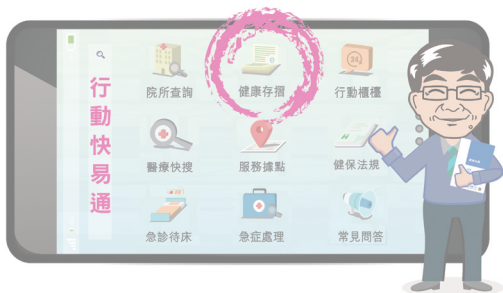 行動快易通
院所查詢 健康存摺 行動櫃檯
24
醫療快搜 服務據點 健保法規
急診待床 急症處理 常見問答